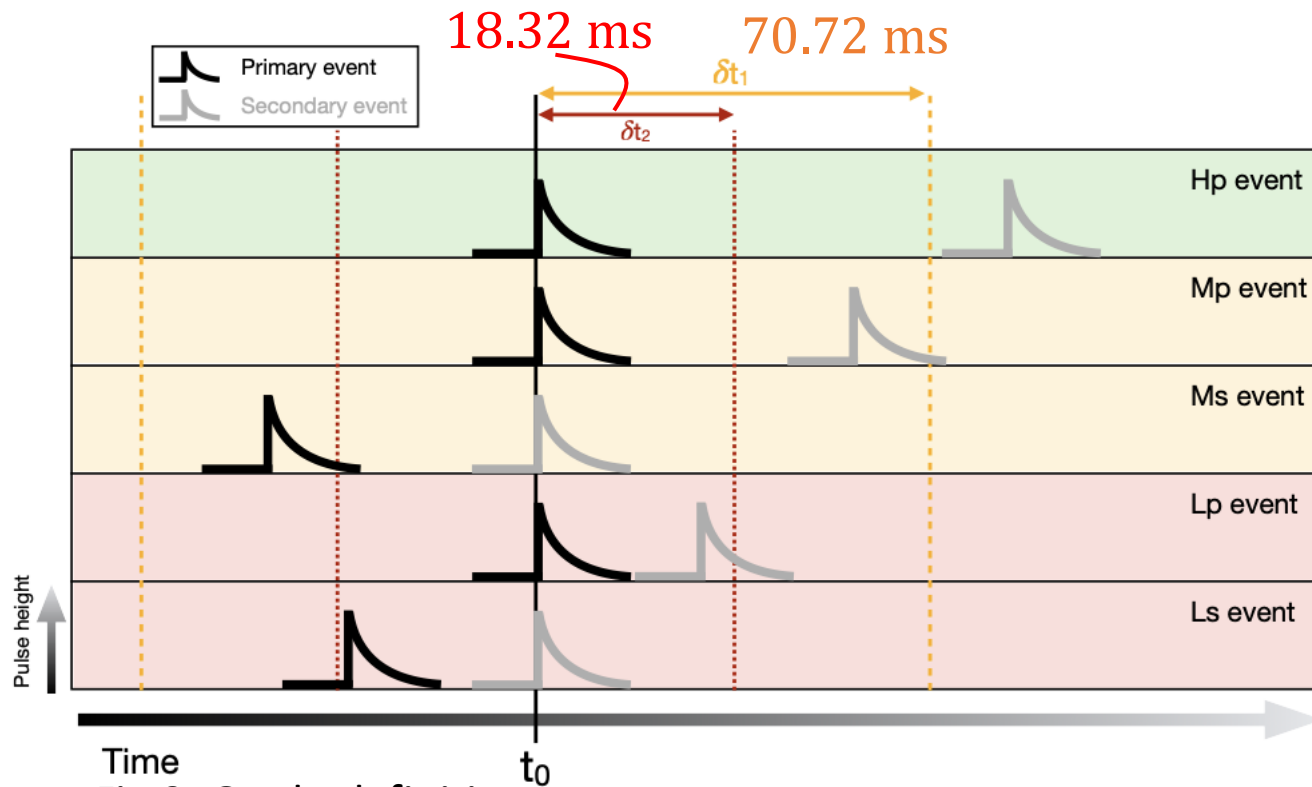 18.32 ms 70.72 ms
δt₁
δt₂
Primary event
Secondary event
Hp event
Mp event
Ms event
Lp event
Ls event
Pulse height
Time
t₀